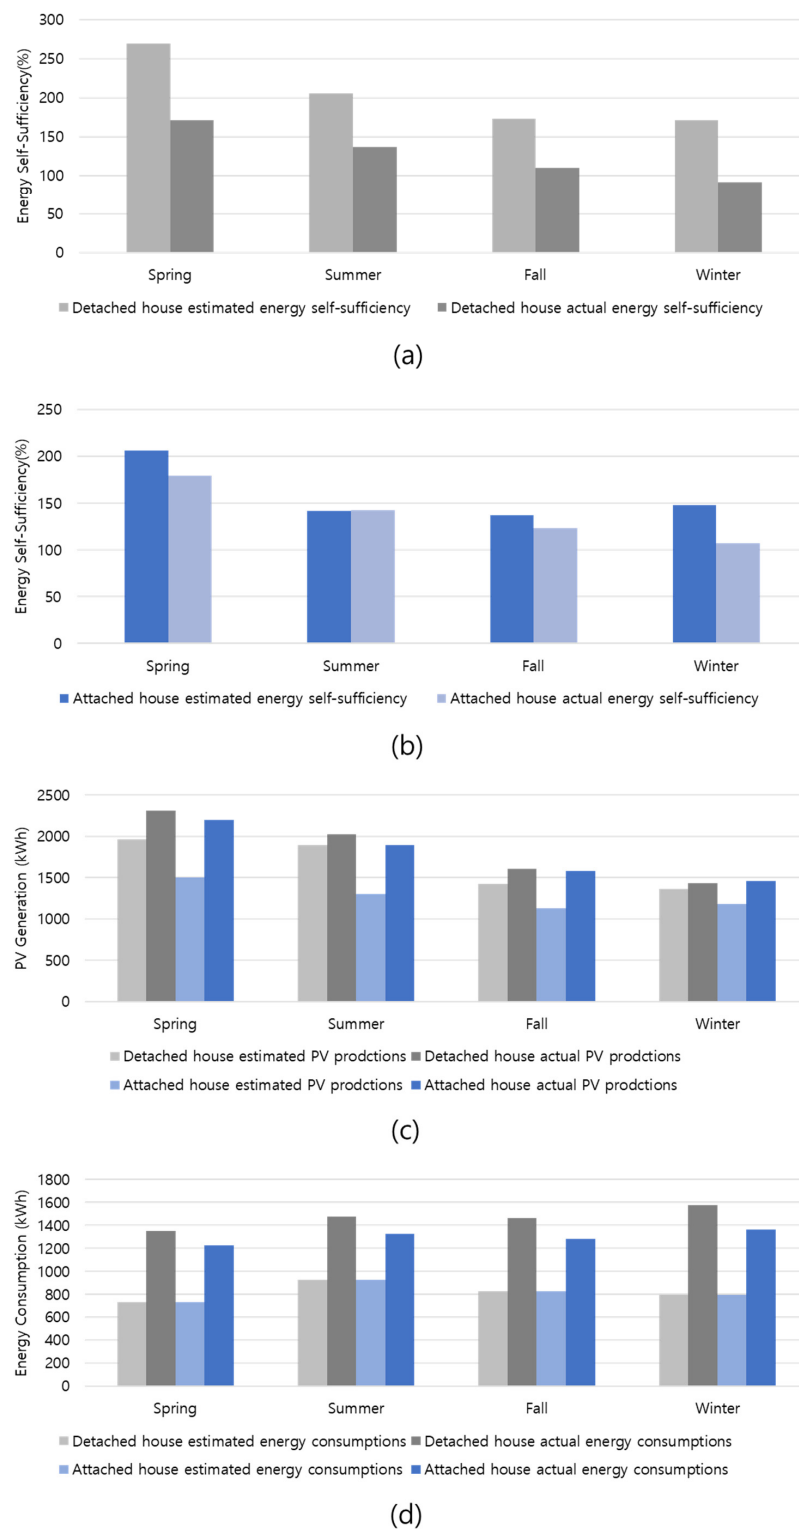 Energy Self-Sufficiency(%)
300
250
200
150
100
50
0
Spring Summer Fall Winter
Detached house estimated energy self-sufficiency Detached house actual energy self-sufficiency
(a)
Energy Self-Sufficiency(%)
250
200
150
100
50
0
Spring Summer Fall Winter
Attached house estimated energy self-sufficiency Attached house actual energy self-sufficiency
(b)
PV Generation (kWh)
2500
2000
1500
1000
500
0
Spring Summer Fall Winter
Detached house estimated PV prodctions Detached house actual PV prodctions
Attached house estimated PV prodctions Attached house actual PV prodctions
(c)
Energy Consumption (kWh)
1800
1600
1400
1200
1000
800
600
400
200
0
Spring Summer Fall Winter
Detached house estimated energy consumptions Detached house actual energy consumptions
Attached house estimated energy consumptions Attached house actual energy consumptions
(d)